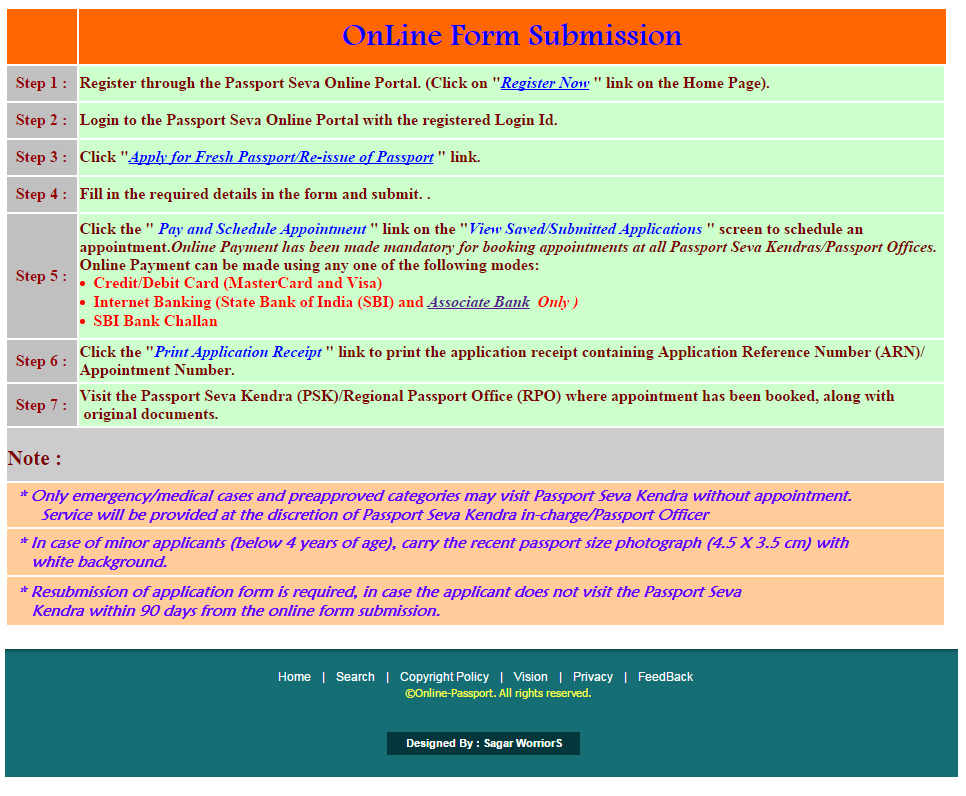 OnLine Form Submission
Step 1 : Register through the Passport Seva Online Portal. (Click on "Register Now " link on the Home Page).
Step 2 : Login to the Passport Seva Online Portal with the registered Login Id.
Step 3 : Click "Apply for Fresh Passport/Re-issue of Passport " link.
Step 4 : Fill in the required details in the form and submit. .
Step 5 : Click the " Pay and Schedule Appointment " link on the "View Saved/Submitted Applications " screen to schedule an
appointment.Online Payment has been made mandatory for booking appointments at all Passport Seva Kendras/Passport Offices.
Online Payment can be made using any one of the following modes:
• Credit/Debit Card (MasterCard and Visa)
• Internet Banking (State Bank of India (SBI) and Associate Bank Only )
• SBI Bank Challan
Step 6 : Click the "Print Application Receipt " link to print the application receipt containing Application Reference Number (ARN)/
Appointment Number.
Step 7 : Visit the Passport Seva Kendra (PSK)/Regional Passport Office (RPO) where appointment has been booked, along with
original documents.
Note :
* Only emergency/medical cases and preapproved categories may visit Passport Seva Kendra without appointment.
Service will be provided at the discretion of Passport Seva Kendra in-charge/Passport Officer
* In case of minor applicants (below 4 years of age), carry the recent passport size photograph (4.5 X 3.5 cm) with
white background.
* Resubmission of application form is required, in case the applicant does not visit the Passport Seva
Kendra within 90 days from the online form submission.
Home | Search | Copyright Policy | Vision | Privacy | FeedBack
©Online-Passport. All rights reserved.
Designed By : Sagar WorriorS